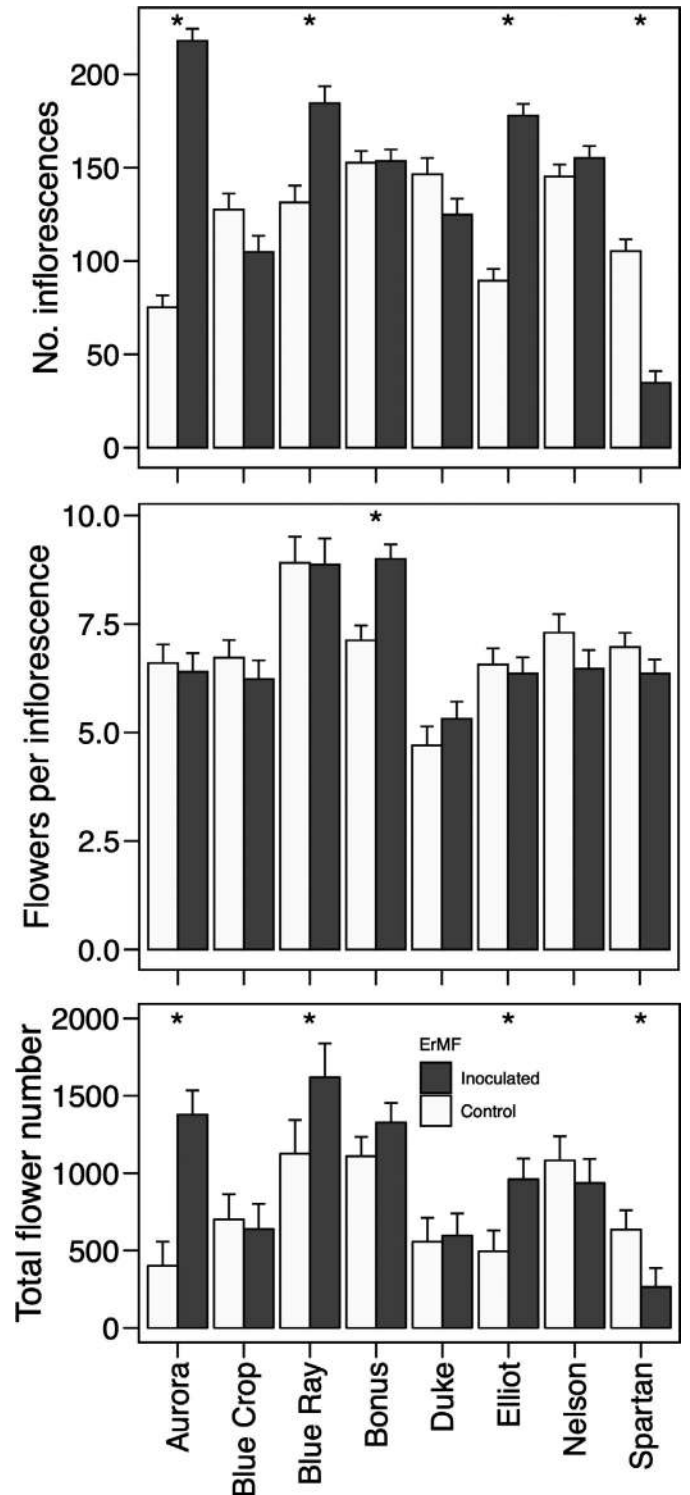 No. inflorescences
200
150
100
50
0
* * * *
Flowers per inflorescence
10.0
7.5
5.0
2.5
0.0
*
Total flower number
2000
1500
1000
500
0
* * * *
ErMF
Inoculated
Control
Aurora
Blue Crop
Blue Ray
Bonus
Duke
Elliot
Nelson
Spartan